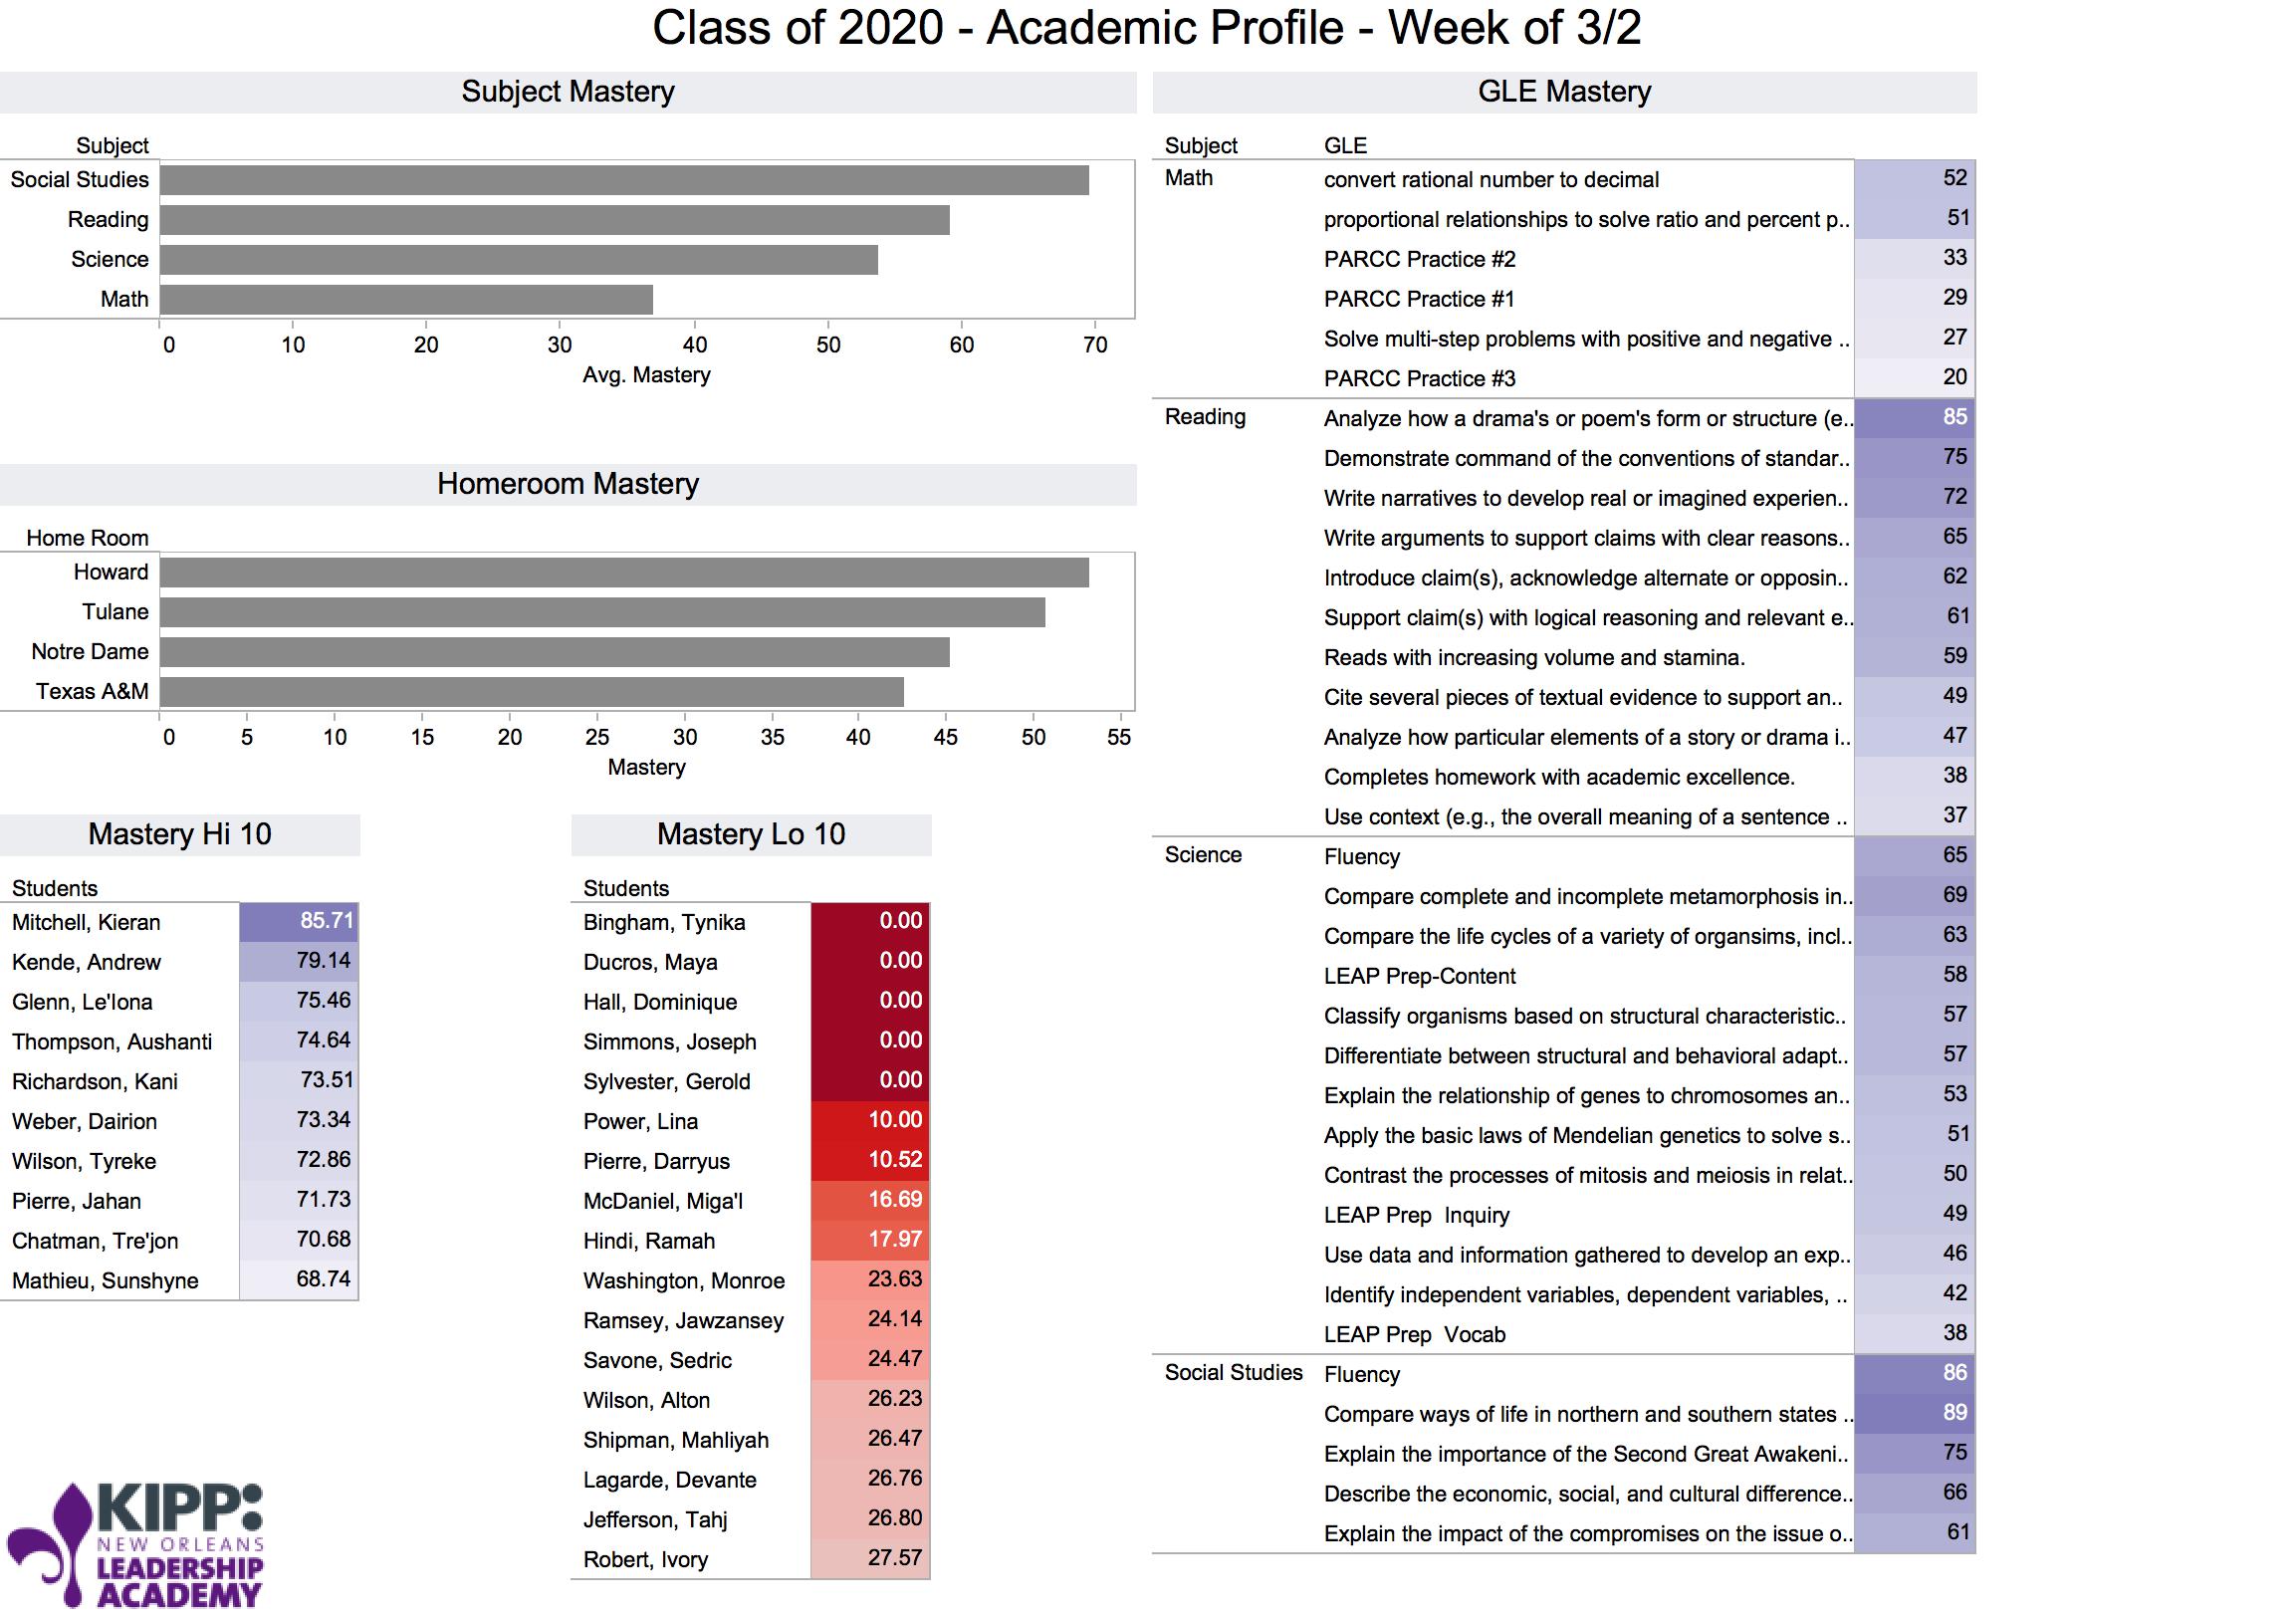 Class of 2020 - Academic Profile - Week of 3/2
Subject Mastery
Subject
Social Studies
Reading
Science
Math
0 10 20 30 40 50 60 70
Avg. Mastery
Homeroom Mastery
Home Room
Howard
Tulane
Notre Dame
Texas A&M
0 5 10 15 20 25 30 35 40 45 50 55
Mastery
Mastery Hi 10
Students
Mitchell, Kieran 85.71
Kende, Andrew 79.14
Glenn, Le'Iona 75.46
Thompson, Aushanti 74.64
Richardson, Kani 73.51
Weber, Dairion 73.34
Wilson, Tyreke 72.86
Pierre, Jahan 71.73
Chatman, Tre'jon 70.68
Mathieu, Sunshyne 68.74
Mastery Lo 10
Students
Bingham, Tynika 0.00
Ducros, Maya 0.00
Hall, Dominique 0.00
Simmons, Joseph 0.00
Sylvester, Gerold 0.00
Power, Lina 10.00
Pierre, Darryus 10.52
McDaniel, Miga'l 16.69
Hindi, Ramah 17.97
Washington, Monroe 23.63
Ramsey, Jawzansey 24.14
Savone, Sedric 24.47
Wilson, Alton 26.23
Shipman, Mahliyah 26.47
Lagarde, Devante 26.76
Jefferson, Tahj 26.80
Robert, Ivory 27.57
GLE Mastery
Subject GLE
Math convert rational number to decimal 52
proportional relationships to solve ratio and percent p.. 51
PARCC Practice #2 33
PARCC Practice #1 29
Solve multi-step problems with positive and negative .. 27
PARCC Practice #3 20
Reading Analyze how a drama's or poem's form or structure (e.. 85
Demonstrate command of the conventions of standar.. 75
Write narratives to develop real or imagined experien.. 72
Write arguments to support claims with clear reasons.. 65
Introduce claim(s), acknowledge alternate or opposin.. 62
Support claim(s) with logical reasoning and relevant e.. 61
Reads with increasing volume and stamina. 59
Cite several pieces of textual evidence to support an.. 49
Analyze how particular elements of a story or drama i.. 47
Completes homework with academic excellence. 38
Use context (e.g., the overall meaning of a sentence .. 37
Science Fluency 65
Compare complete and incomplete metamorphosis in.. 69
Compare the life cycles of a variety of organsims, incl.. 63
LEAP Prep-Content 58
Classify organisms based on structural characteristic.. 57
Differentiate between structural and behavioral adapt.. 57
Explain the relationship of genes to chromosomes an.. 53
Apply the basic laws of Mendelian genetics to solve s.. 51
Contrast the processes of mitosis and meiosis in relat.. 50
LEAP Prep  Inquiry 49
Use data and information gathered to develop an exp.. 46
Identify independent variables, dependent variables, .. 42
LEAP Prep  Vocab 38
Social Studies Fluency 86
Compare ways of life in northern and southern states .. 89
Explain the importance of the Second Great Awakeni.. 75
Describe the economic, social, and cultural difference.. 66
Explain the impact of the compromises on the issue o.. 61
KIPP:
NEW ORLEANS
LEADERSHIP
ACADEMY